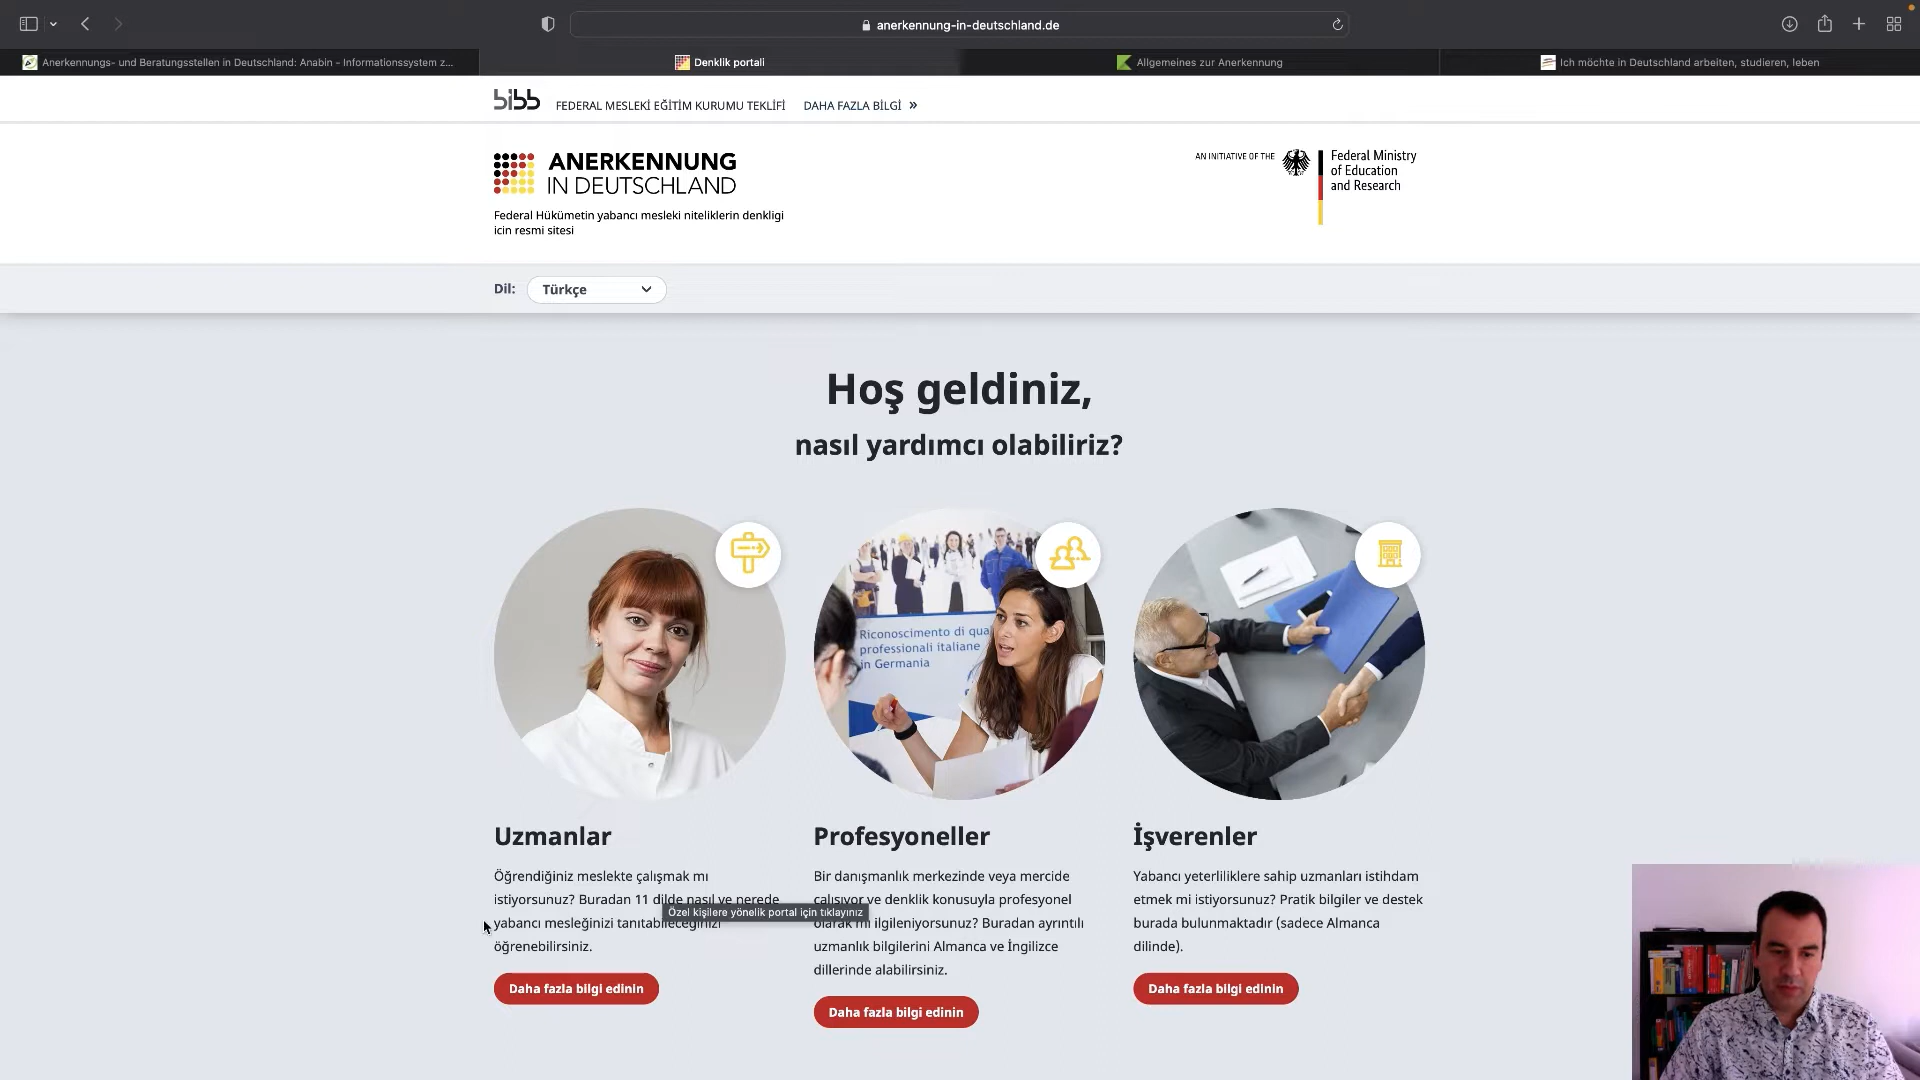 anerkennung-in-deutschland.de
Anerkennungs- und Beratungsstellen in Deutschland: Anabin - Informationssystem z...
Denklik portali
Allgemeines zur Anerkennung
Ich möchte in Deutschland arbeiten, studieren, leben
bibb FEDERAL MESLEKİ EĞİTİM KURUMU TEKLİFİ DAHA FAZLA BİLGİ »
ANERKENNUNG
IN DEUTSCHLAND
Federal Hükümetin yabancı mesleki niteliklerin denkligi
icin resmi sitesi
AN INITIATIVE OF THE
Federal Ministry
of Education
and Research
Dil: Türkçe
Hoş geldiniz,
nasıl yardımcı olabiliriz?
Riconoscimento di qua
professionali italiane
in Germania
Uzmanlar
Öğrendiğiniz meslekte çalışmak mı
istiyorsunuz? Buradan 11 dilde nasıl ve nerede
yabancı mesleğinizi tanıtabileceğinizi
öğrenebilirsiniz.
Daha fazla bilgi edinin
Özel kişilere yönelik portal için tıklayınız
Profesyoneller
Bir danışmanlık merkezinde veya mercide
çalışıyor ve denklik konusuyla profesyonel
olarak mı ilgileniyorsunuz? Buradan ayrıntılı
uzmanlık bilgilerini Almanca ve İngilizce
dillerinde alabilirsiniz.
Daha fazla bilgi edinin
İşverenler
Yabancı yeterliliklere sahip uzmanları istihdam
etmek mi istiyorsunuz? Pratik bilgiler ve destek
burada bulunmaktadır (sadece Almanca
dilinde).
Daha fazla bilgi edinin